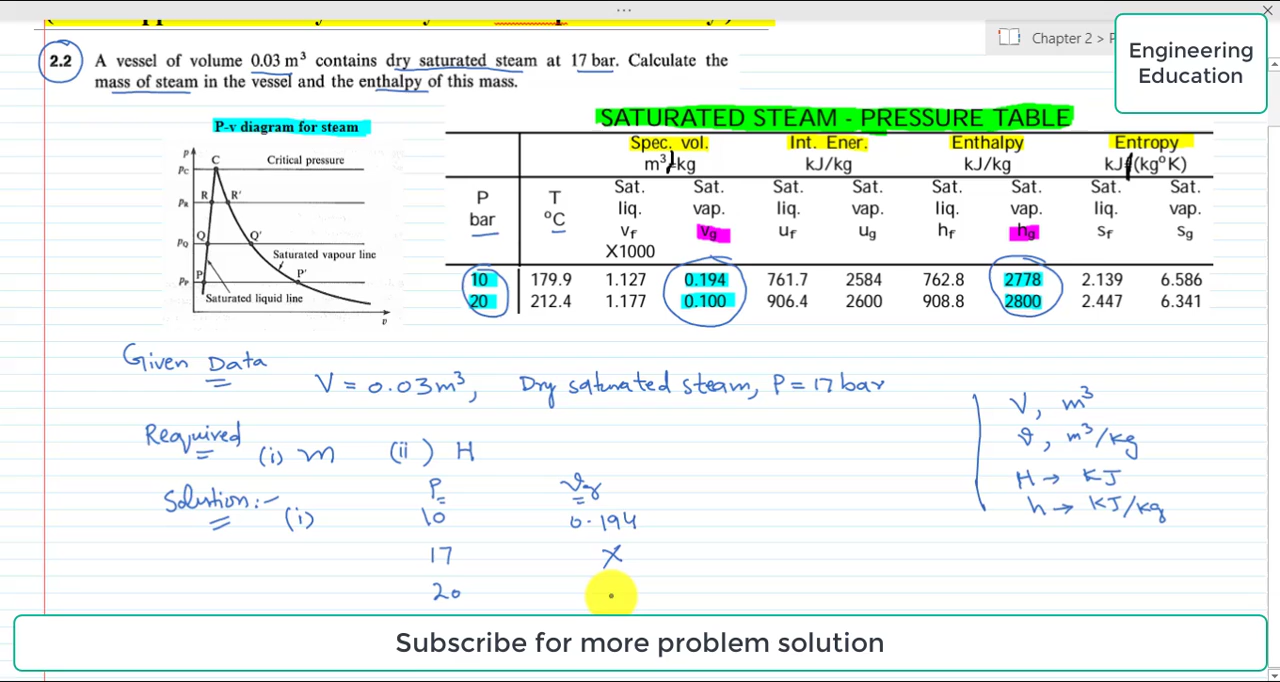 ...
Chapter 2 >
Engineering
Education
2.2 A vessel of volume 0.03 m³ contains dry saturated steam at 17 bar. Calculate the
mass of steam in the vessel and the enthalpy of this mass.
P-v diagram for steam
P
C Critical pressure
Pc
R R'
PR
Q Q'
PQ
Saturated vapour line
P P'
PP
Saturated liquid line
v
SATURATED STEAM - PRESSURE TABLE
Spec. vol. Int. Ener. Enthalpy Entropy
m³/kg kJ/kg kJ/kg kJ/(kg°K)
Sat. Sat. Sat. Sat. Sat. Sat. Sat. Sat.
P T liq. vap. liq. vap. liq. vap. liq. vap.
bar °C vf vg uf ug hf hg sf sg
X1000
10 179.9 1.127 0.194 761.7 2584 762.8 2778 2.139 6.586
20 212.4 1.177 0.100 906.4 2600 908.8 2800 2.447 6.341
Given Data
V = 0.03m³, Dry saturated steam, P = 17 bar
Required (i) m (ii) H
Solution:- (i) P vg
10 0.194
17 X
20
V, m³
v, m³/kg
H → KJ
h → KJ/kg
Subscribe for more problem solution